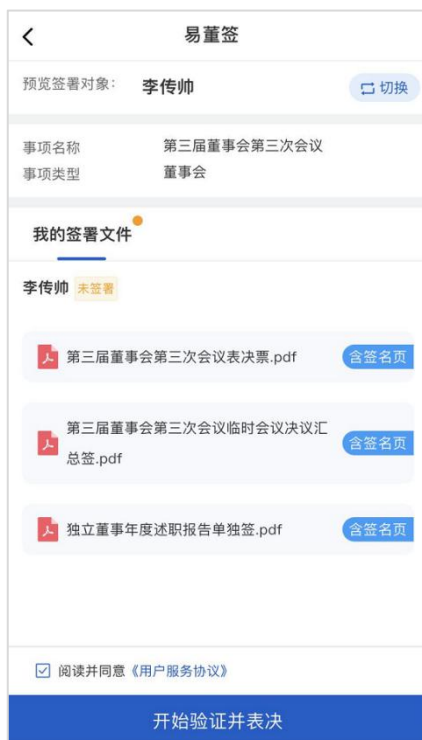 易董签
预览签署对象： 李传帅 切换
事项名称 第三届董事会第三次会议
事项类型 董事会
我的签署文件
李传帅 未签署
第三届董事会第三次会议表决票.pdf 含签名页
第三届董事会第三次会议临时会议决议汇
总签.pdf 含签名页
独立董事年度述职报告单独签.pdf 含签名页
阅读并同意《用户服务协议》
开始验证并表决